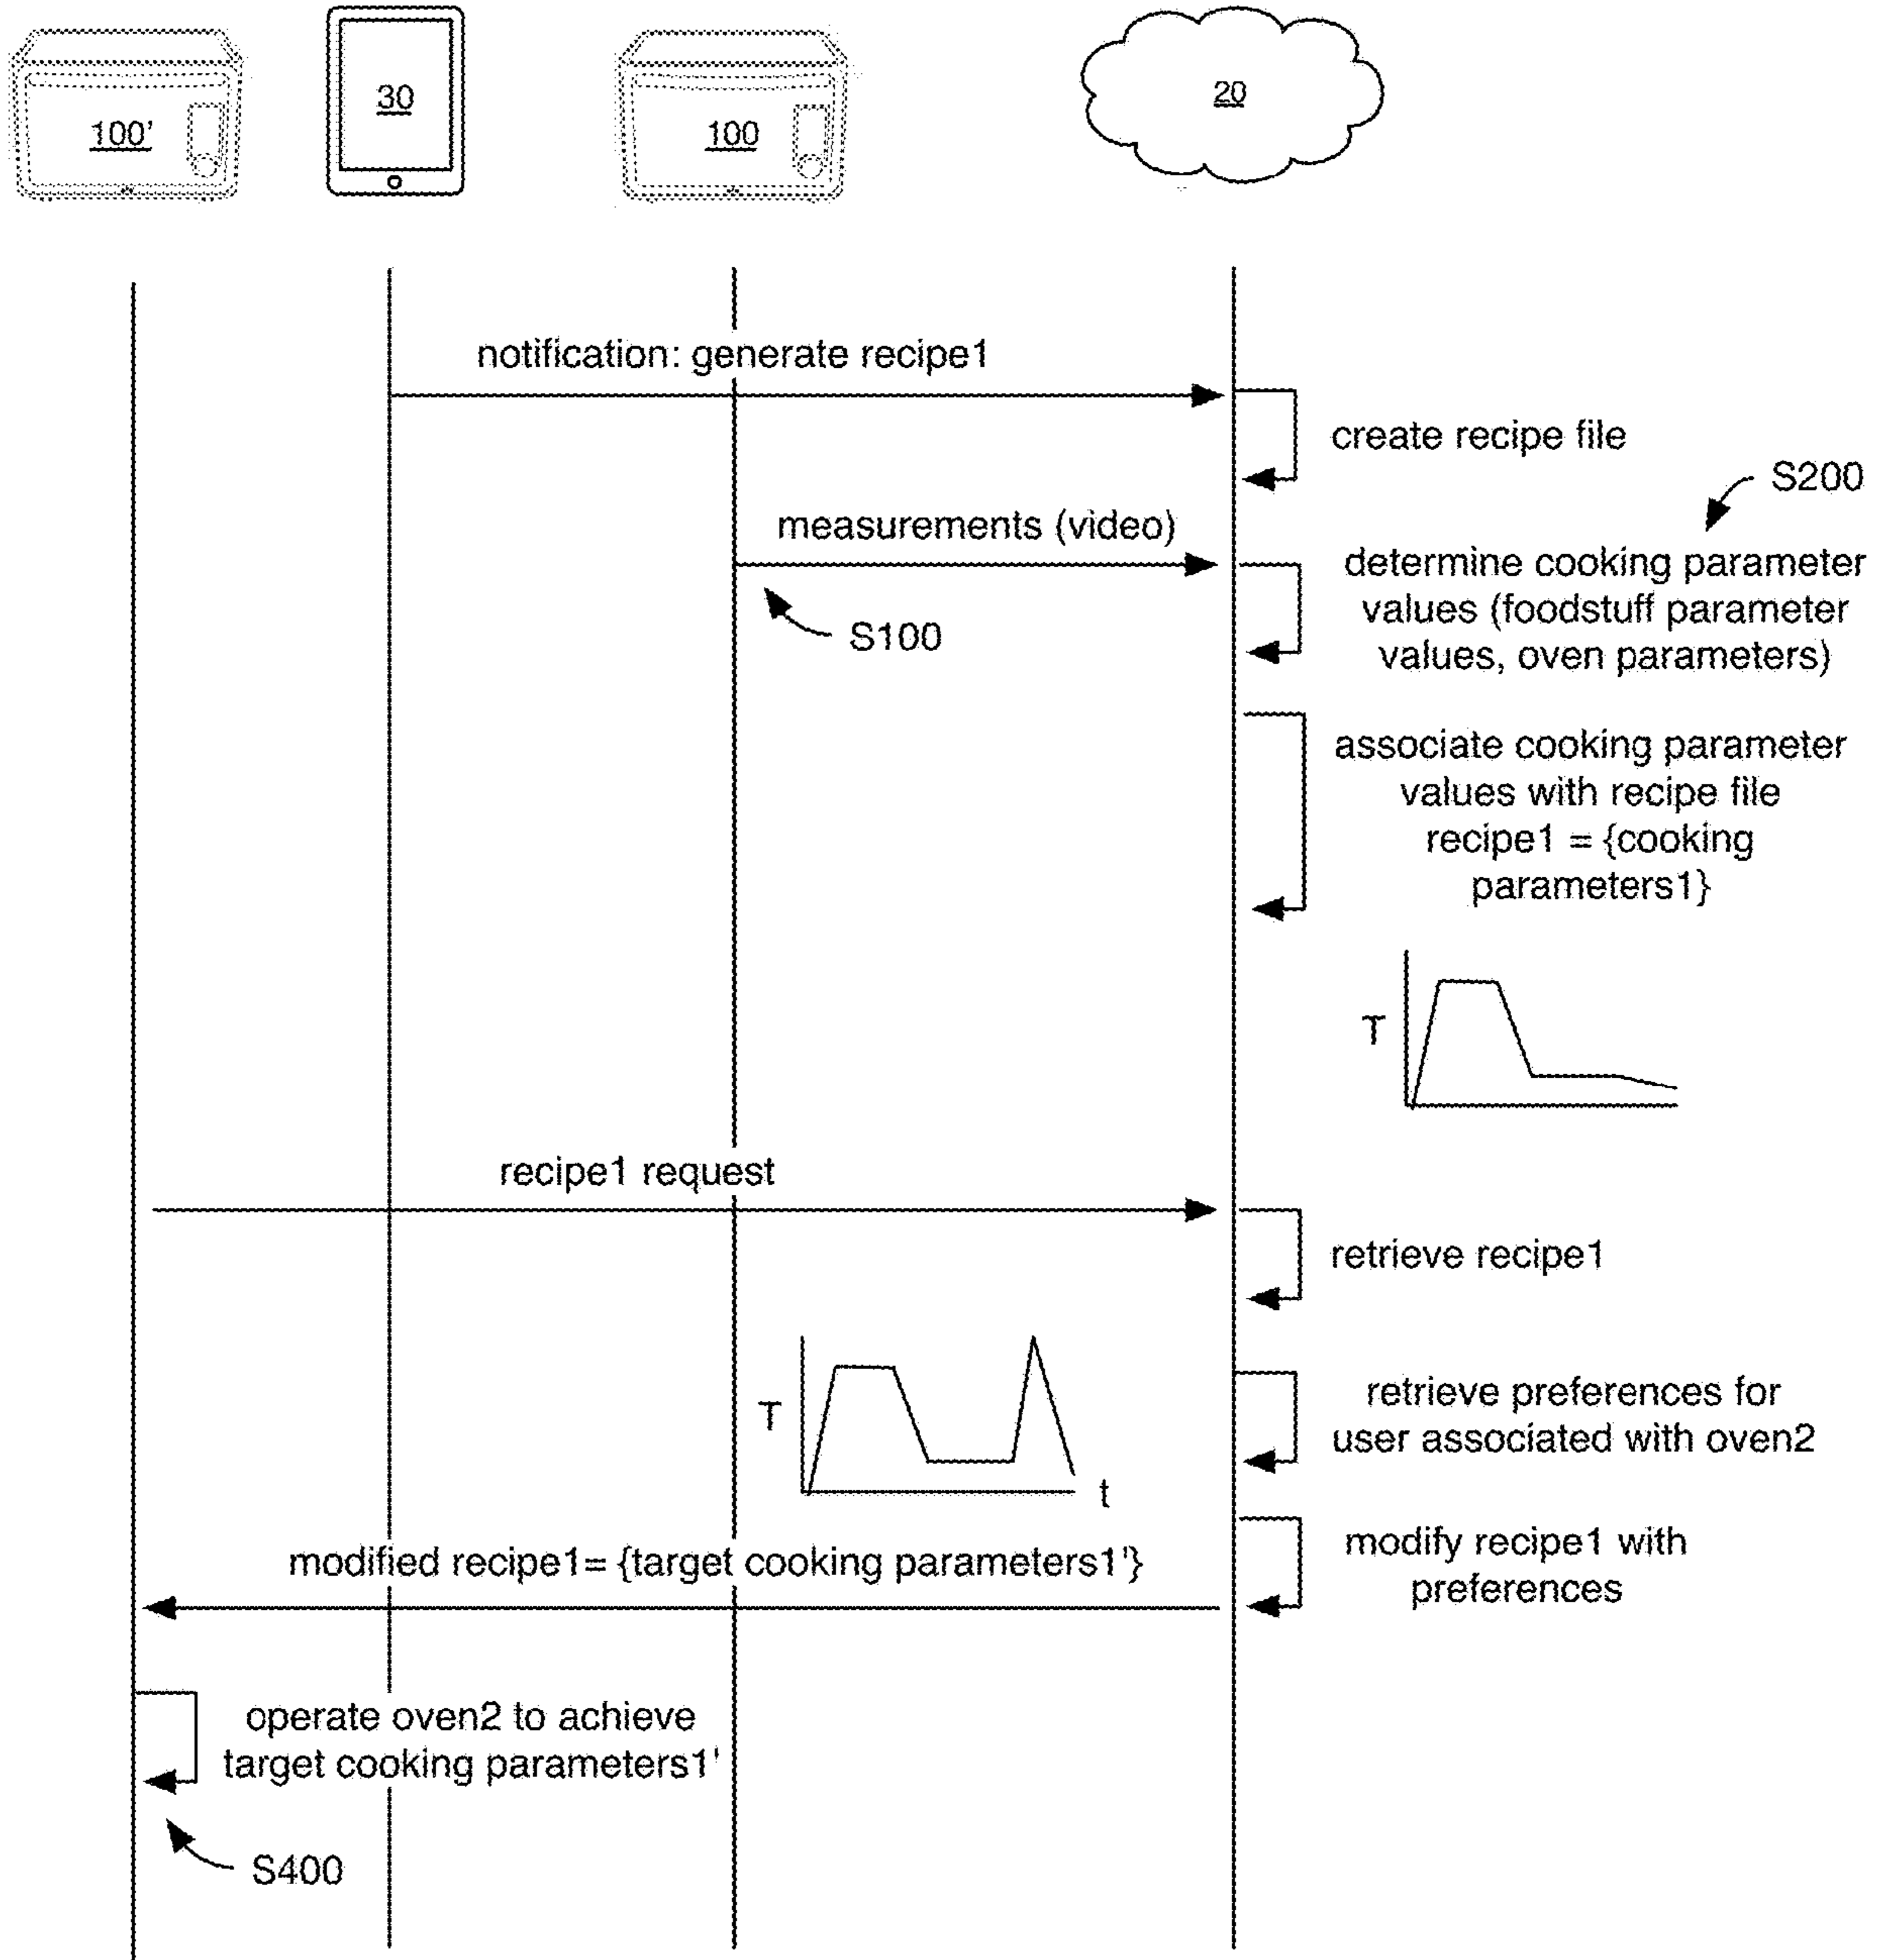 100'
30
100
20
notification: generate recipe1
create recipe file
S200
measurements (video)
determine cooking parameter
values (foodstuff parameter
values, oven parameters)
S100
associate cooking parameter
values with recipe file
recipe1 = {cooking
parameters1}
T
recipe1 request
retrieve recipe1
T
t
retrieve preferences for
user associated with oven2
modified recipe1= {target cooking parameters1'}
modify recipe1 with
preferences
operate oven2 to achieve
target cooking parameters1'
S400